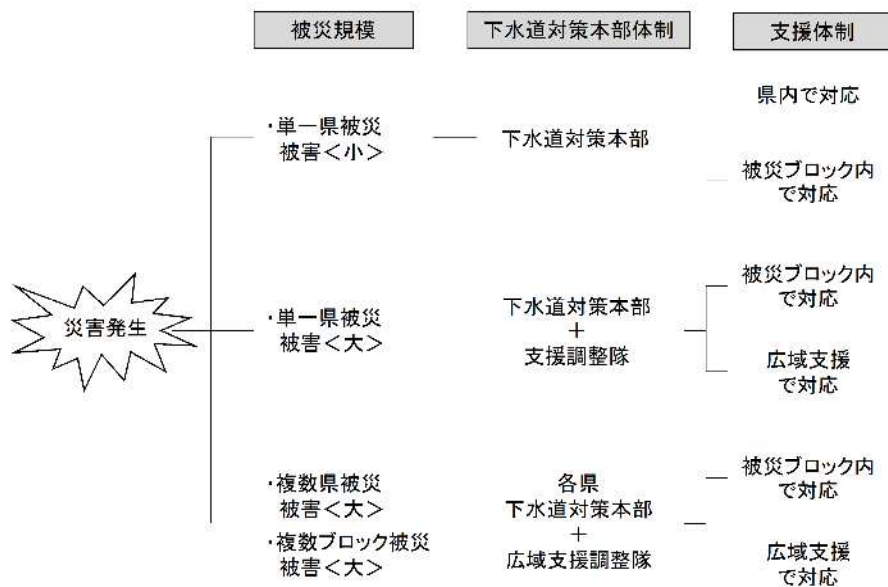 被災規模
下水道対策本部体制
支援体制
県内で対応
・単一県被災
被害＜小＞
下水道対策本部
被災ブロック内
で対応
災害発生
・単一県被災
被害＜大＞
下水道対策本部
＋
支援調整隊
被災ブロック内
で対応
広域支援
で対応
・複数県被災
被害＜大＞
・複数ブロック被災
被害＜大＞
各県
下水道対策本部
＋
広域支援調整隊
被災ブロック内
で対応
広域支援
で対応